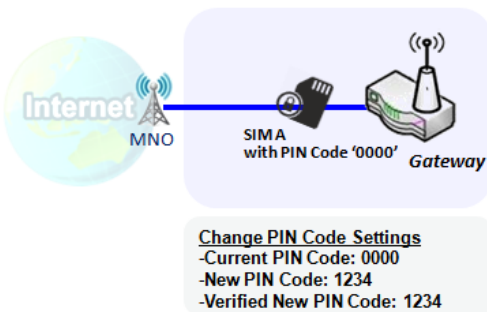 Internet
MNO
SIM A
with PIN Code ‘0000’
Gateway
Change PIN Code Settings
-Current PIN Code: 0000
-New PIN Code: 1234
-Verified New PIN Code: 1234